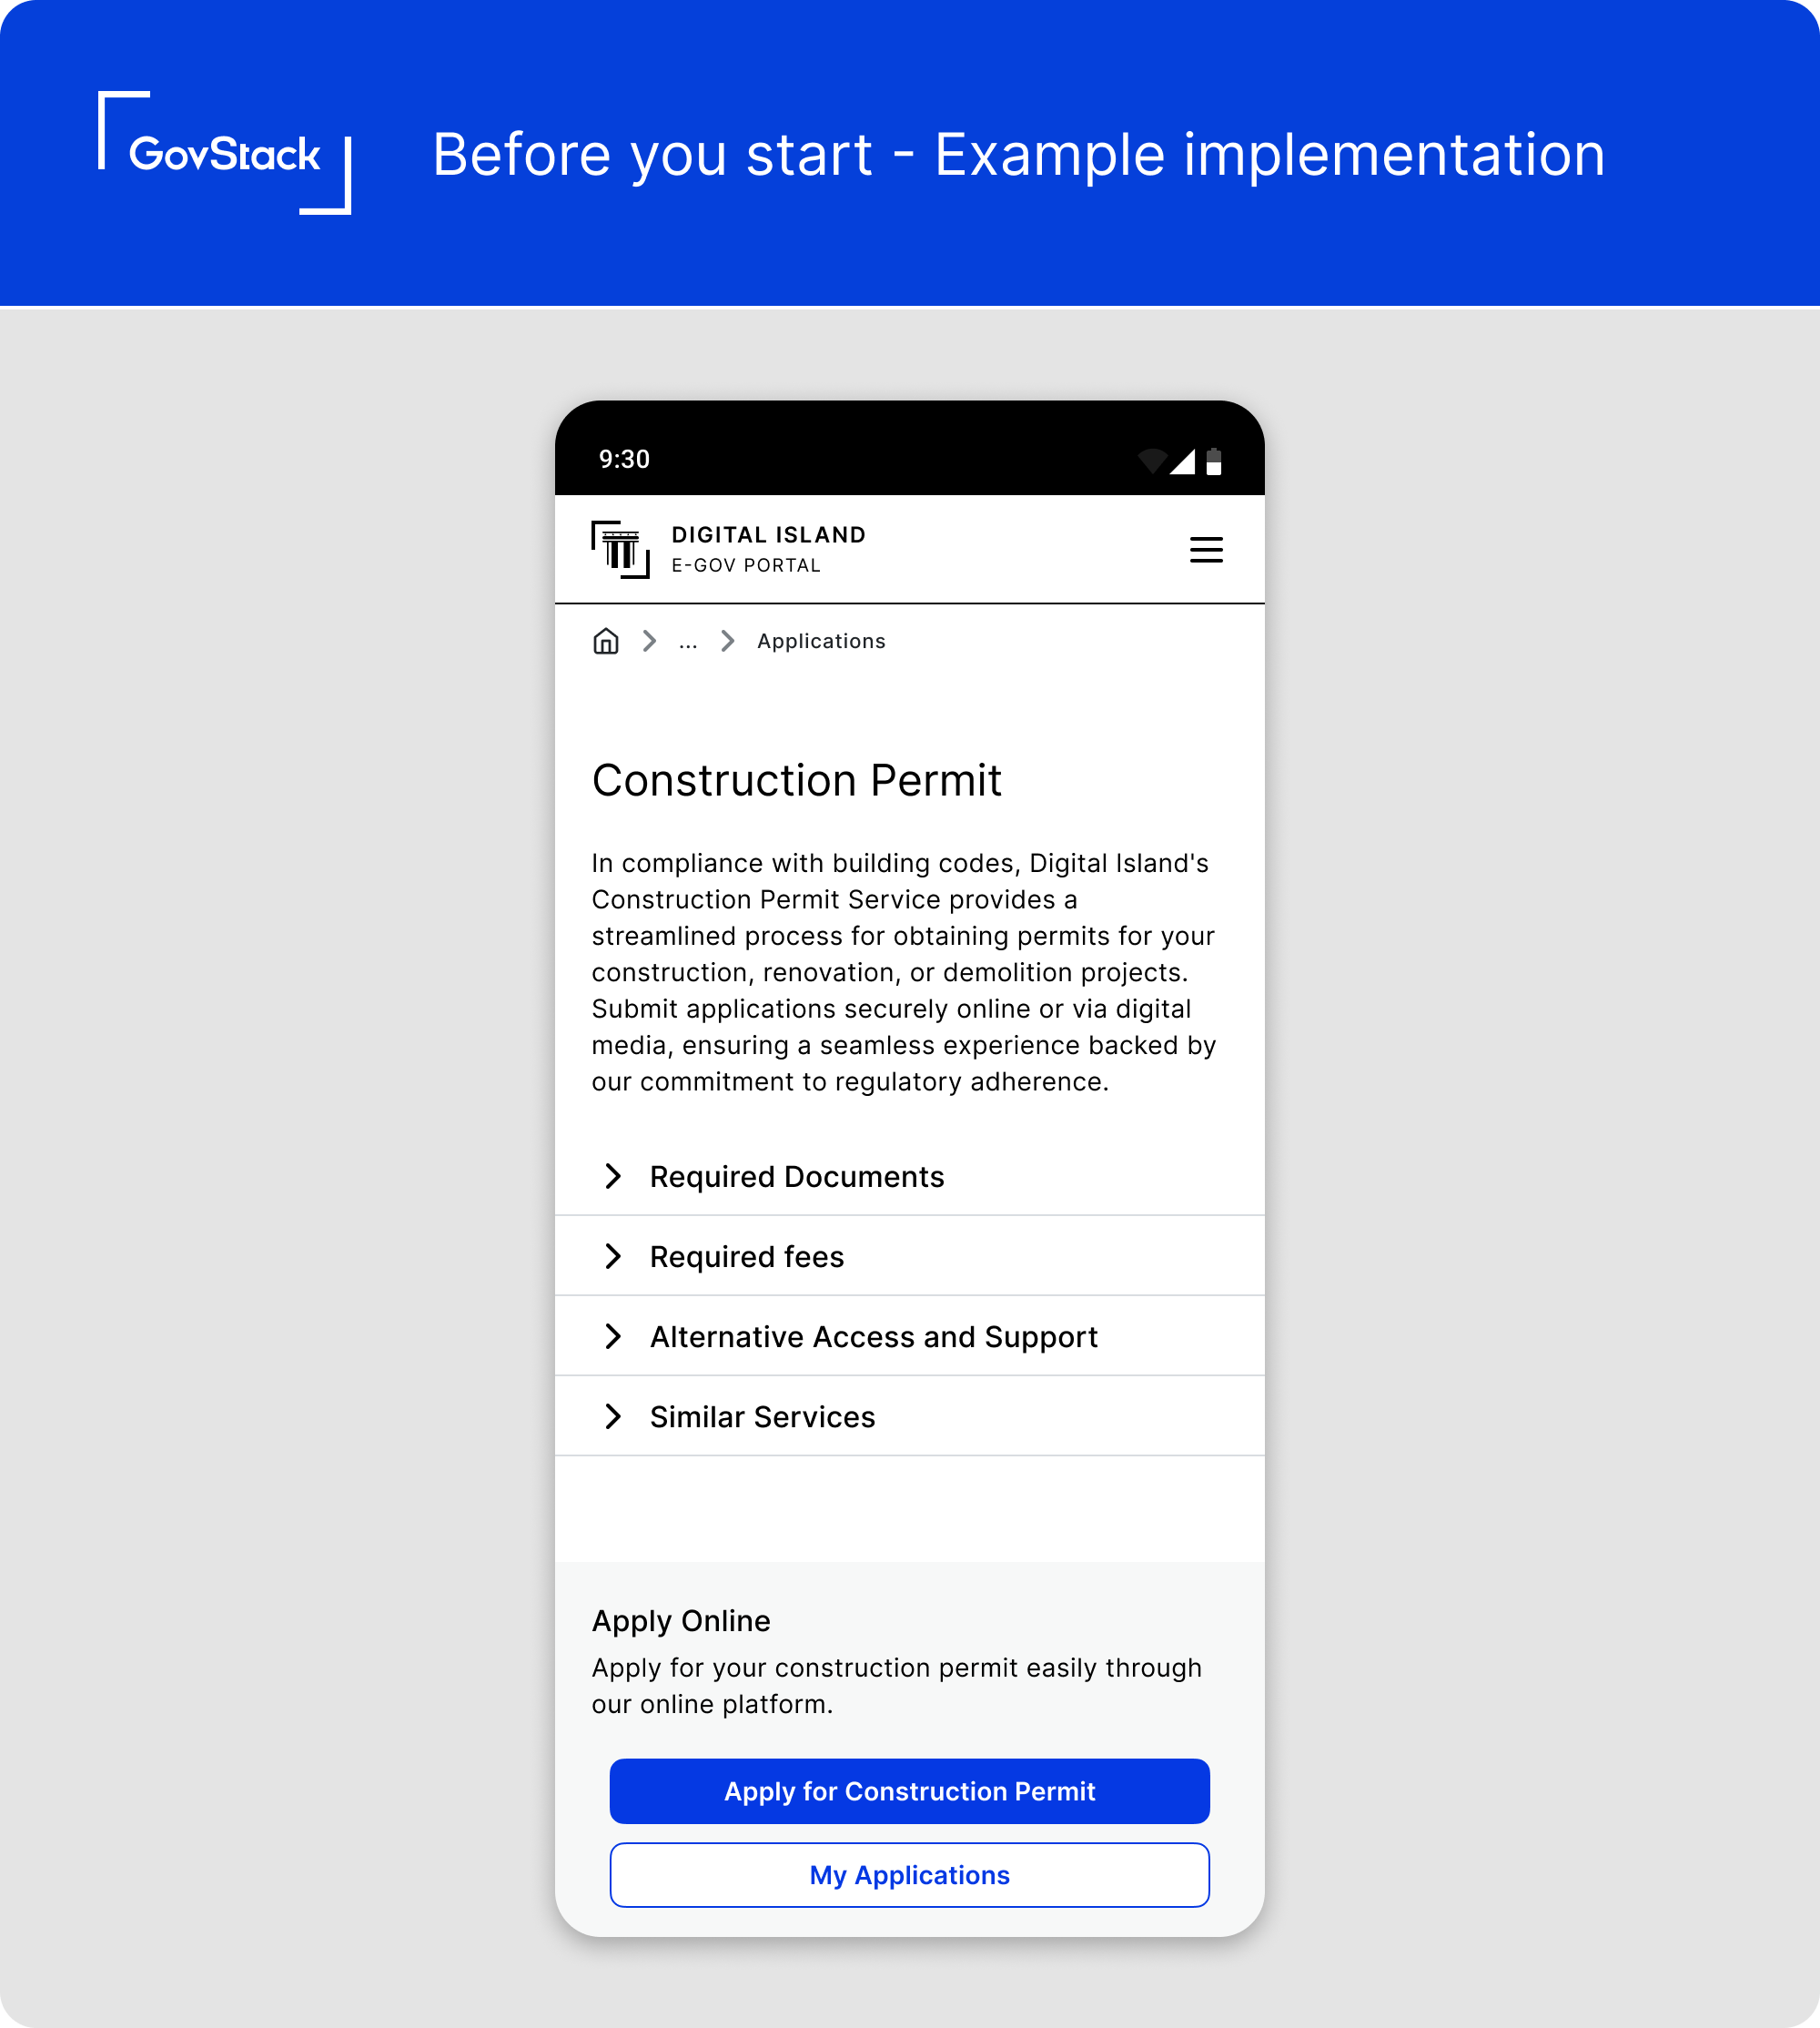 GovStack
Before you start - Example implementation
9:30
DIGITAL ISLAND
E-GOV PORTAL
... Applications
Construction Permit
In compliance with building codes, Digital Island's
Construction Permit Service provides a
streamlined process for obtaining permits for your
construction, renovation, or demolition projects.
Submit applications securely online or via digital
media, ensuring a seamless experience backed by
our commitment to regulatory adherence.
Required Documents
Required fees
Alternative Access and Support
Similar Services
Apply Online
Apply for your construction permit easily through
our online platform.
Apply for Construction Permit
My Applications